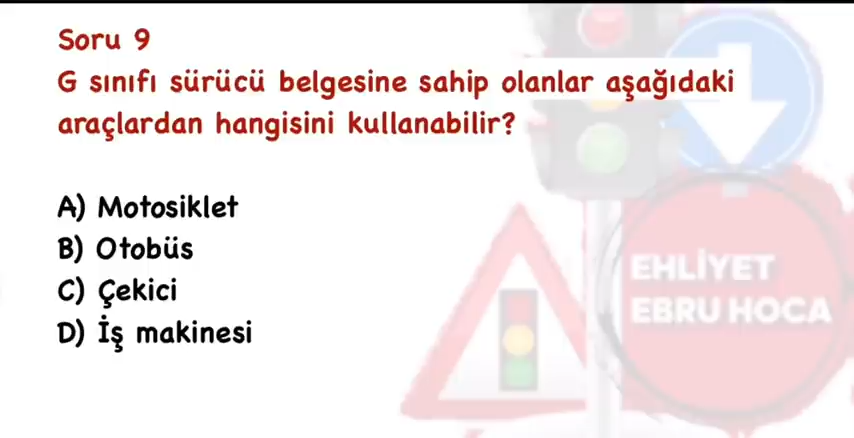 Soru 9
G sınıfı sürücü belgesine sahip olanlar aşağıdaki
araçlardan hangisini kullanabilir?
A) Motosiklet
B) Otobüs
C) Çekici
D) İş makinesi
EHLİYET
EBRU HOCA